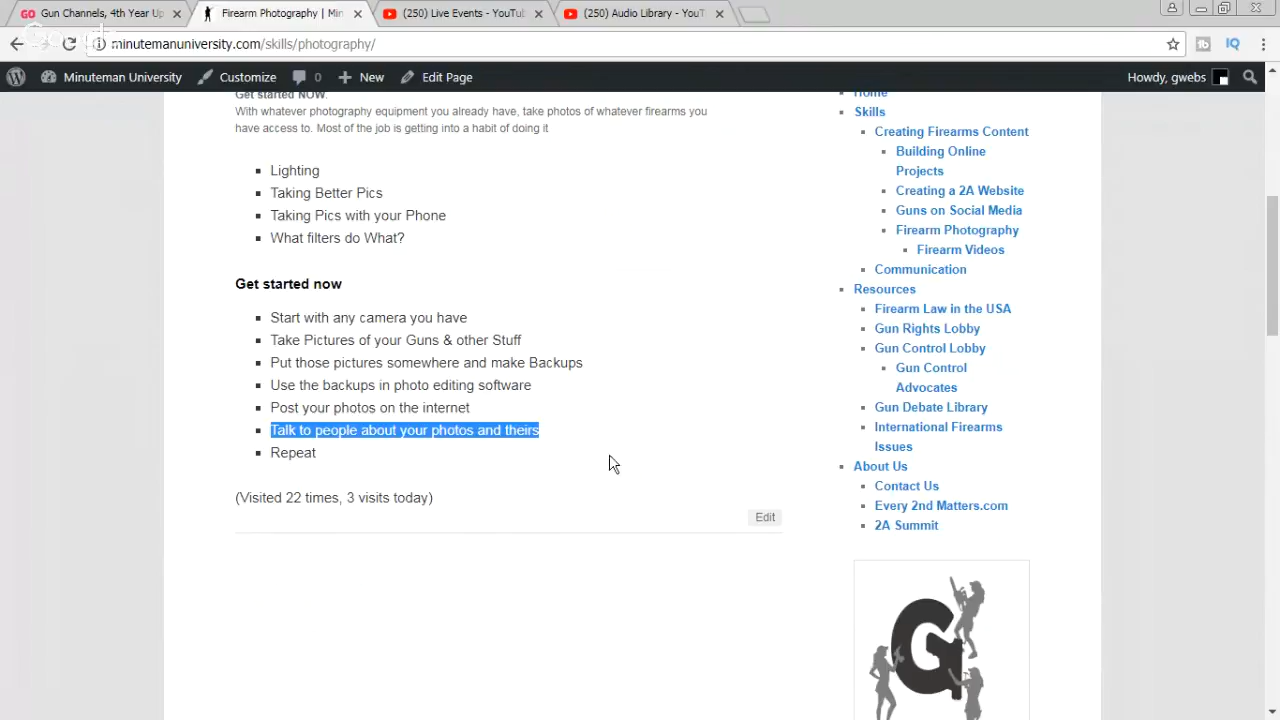 Gun Channels, 4th Year Up
Firearm Photography | Min
(250) Live Events - YouTu
(250) Audio Library - YouT
minutemanuniversity.com/skills/photography/
Minuteman University
Customize
0
New
Edit Page
Howdy, gwebs
Get started NOW.
With whatever photography equipment you already have, take photos of whatever firearms you
have access to. Most of the job is getting into a habit of doing it
Lighting
Taking Better Pics
Taking Pics with your Phone
What filters do What?
Get started now
Start with any camera you have
Take Pictures of your Guns & other Stuff
Put those pictures somewhere and make Backups
Use the backups in photo editing software
Post your photos on the internet
Talk to people about your photos and theirs
Repeat
(Visited 22 times, 3 visits today)
Edit
Home
Skills
Creating Firearms Content
Building Online
Projects
Creating a 2A Website
Guns on Social Media
Firearm Photography
Firearm Videos
Communication
Resources
Firearm Law in the USA
Gun Rights Lobby
Gun Control Lobby
Gun Control
Advocates
Gun Debate Library
International Firearms
Issues
About Us
Contact Us
Every 2nd Matters.com
2A Summit
G